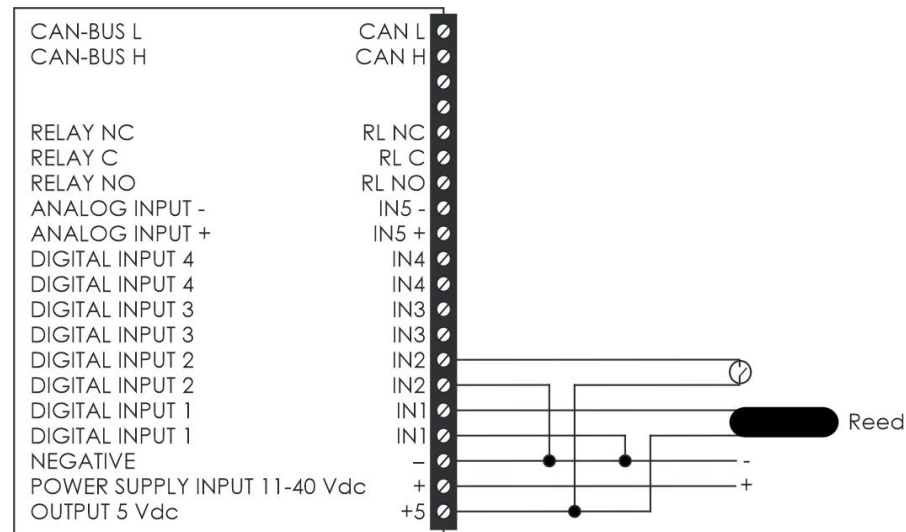 CAN-BUS L CAN L
CAN-BUS H CAN H
RELAY NC RL NC
RELAY C RL C
RELAY NO RL NO
ANALOG INPUT - IN5 -
ANALOG INPUT + IN5 +
DIGITAL INPUT 4 IN4
DIGITAL INPUT 4 IN4
DIGITAL INPUT 3 IN3
DIGITAL INPUT 3 IN3
DIGITAL INPUT 2 IN2
DIGITAL INPUT 2 IN2
DIGITAL INPUT 1 IN1
Reed
DIGITAL INPUT 1 IN1
NEGATIVE – -
POWER SUPPLY INPUT 11-40 Vdc + +
OUTPUT 5 Vdc +5